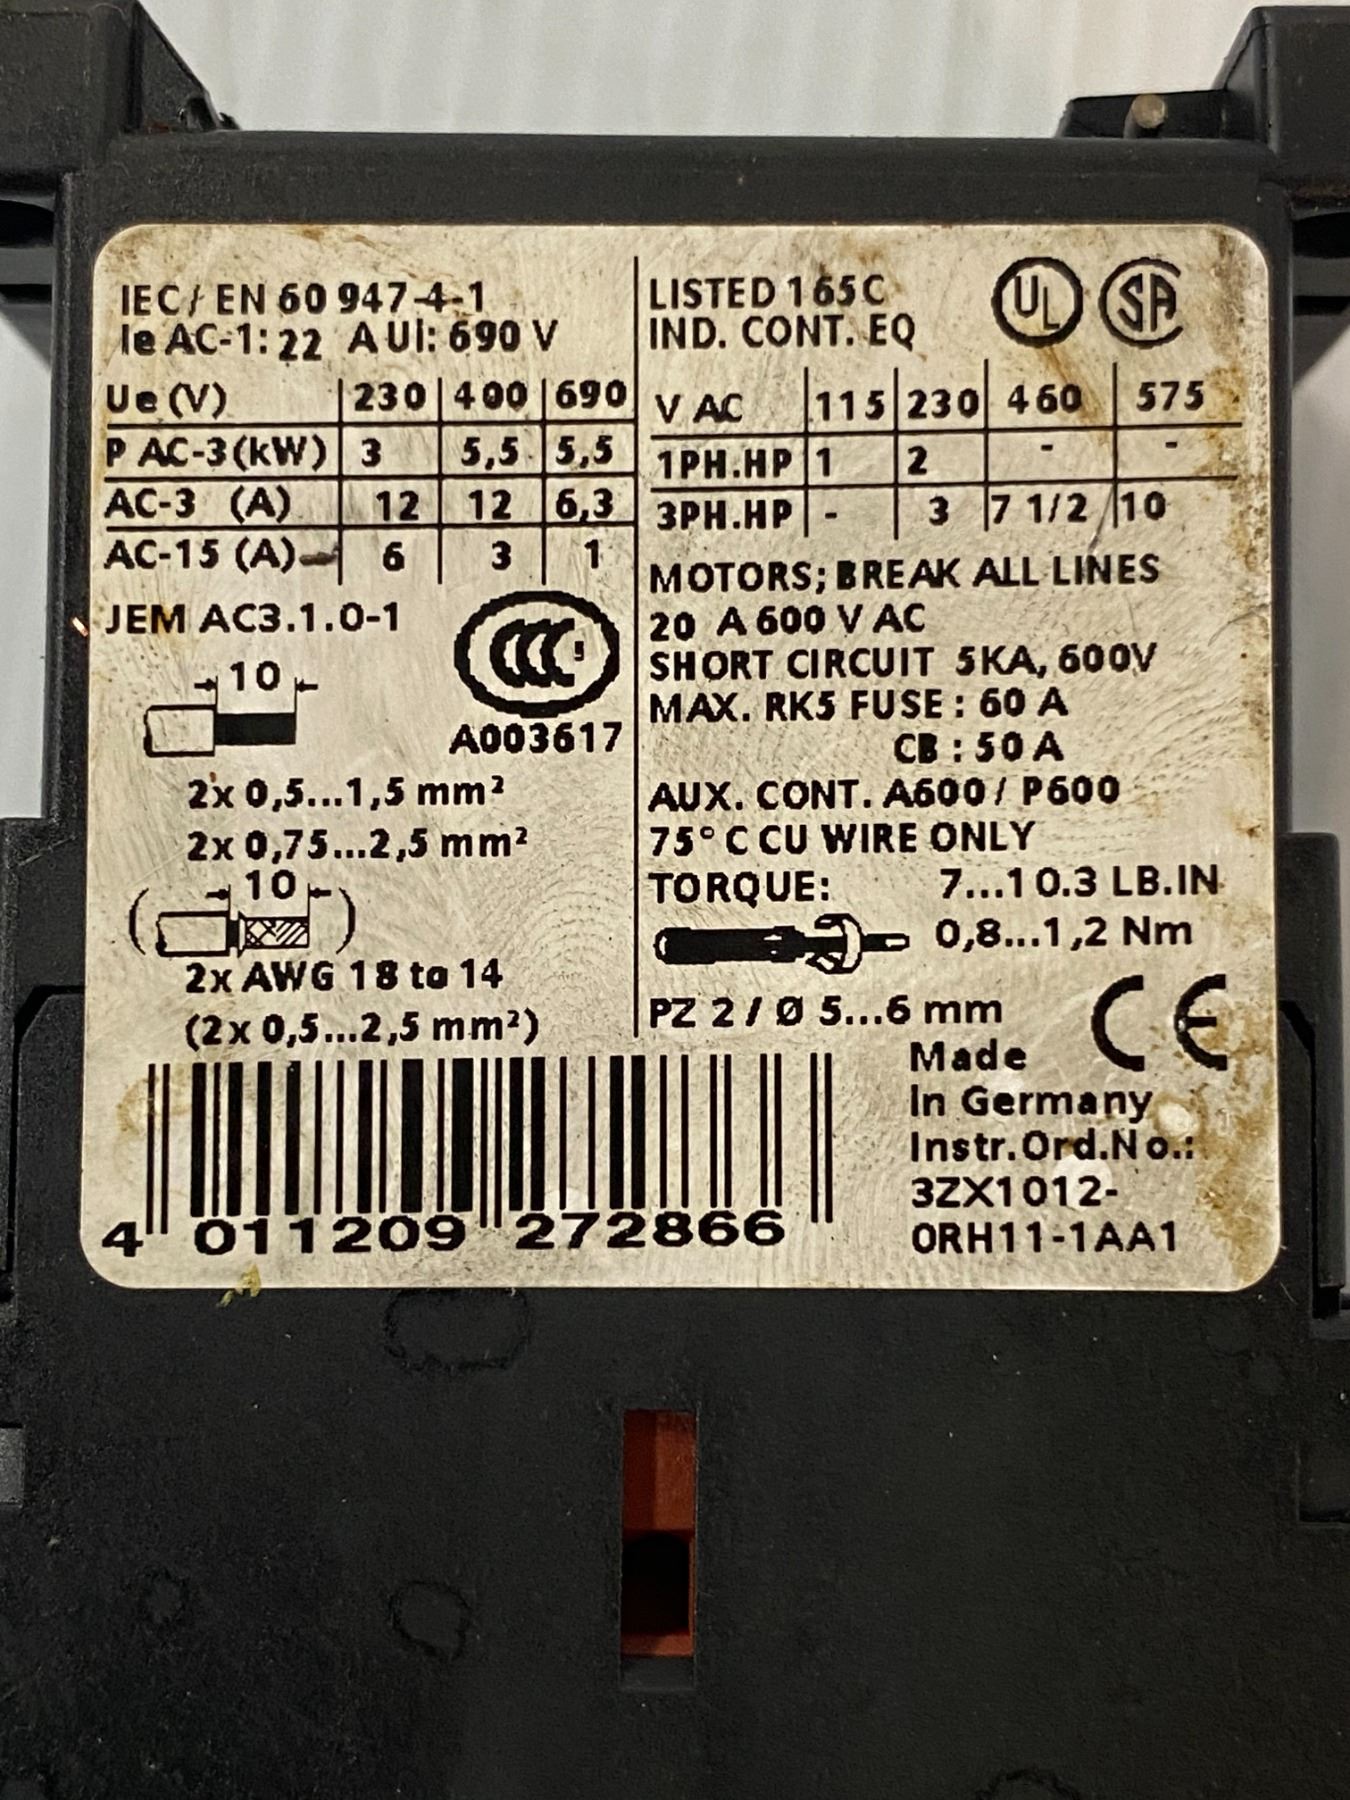 IEC/ EN 60 947-4-1
Ie AC-1: 22 A Ui: 690 V
Ue (V) 230 400 690
P AC-3(kW) 3 5,5 5,5
AC-3 (A) 12 12 6,3
AC-15 (A) 6 3 1
JEM AC3.1.0-1
CCC
A003617
10
2x 0,5...1,5 mm²
2x 0,75...2,5 mm²
10
2x AWG 18 to 14
(2x 0,5...2,5 mm²)
LISTED 165C
IND. CONT. EQ
UL SA
V AC 115 230 460 575
1PH.HP 1 2 - -
3PH.HP - 3 7 1/2 10
MOTORS; BREAK ALL LINES
20 A 600 V AC
SHORT CIRCUIT 5KA, 600V
MAX. RK5 FUSE : 60 A
CB : 50 A
AUX. CONT. A600 / P600
75° C CU WIRE ONLY
TORQUE: 7...10.3 LB.IN
0,8...1,2 Nm
PZ 2 / Ø 5...6 mm
CE
Made
In Germany
Instr.Ord.No.:
3ZX1012-
0RH11-1AA1
4 011209 272866